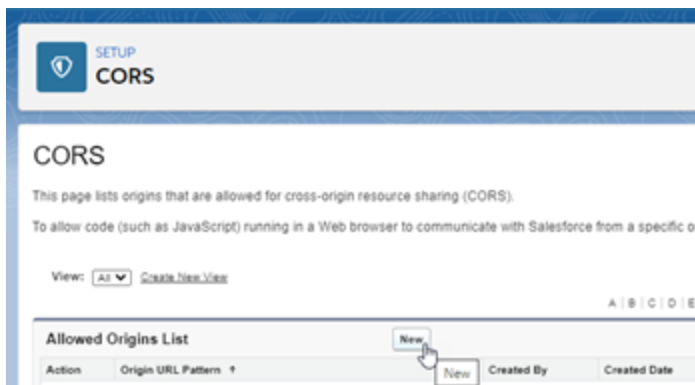 SETUP
CORS
CORS
This page lists origins that are allowed for cross-origin resource sharing (CORS).
To allow code (such as JavaScript) running in a Web browser to communicate with Salesforce from a specific o
View: All Create New View
A | B | C | D | E
Allowed Origins List New
Action Origin URL Pattern ↑ New Created By Created Date